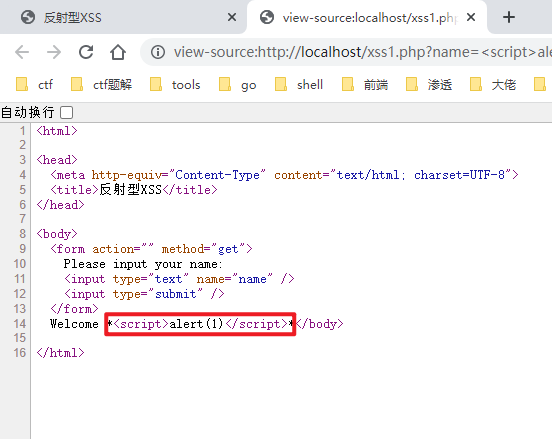 反射型XSS
view-source:localhost/xss1.php
view-source:http://localhost/xss1.php?name=<script>ale
ctf ctf题解 tools go shell 前端 渗透 大佬
自动换行
1 <html>
2
3 <head>
4 <meta http-equiv="Content-Type" content="text/html; charset=UTF-8">
5 <title>反射型XSS</title>
6 </head>
7
8 <body>
9 <form action="" method="get">
10 Please input your name:
11 <input type="text" name="name" />
12 <input type="submit" />
13 </form>
14 Welcome *<script>alert(1)</script>*</body>
15
16 </html>